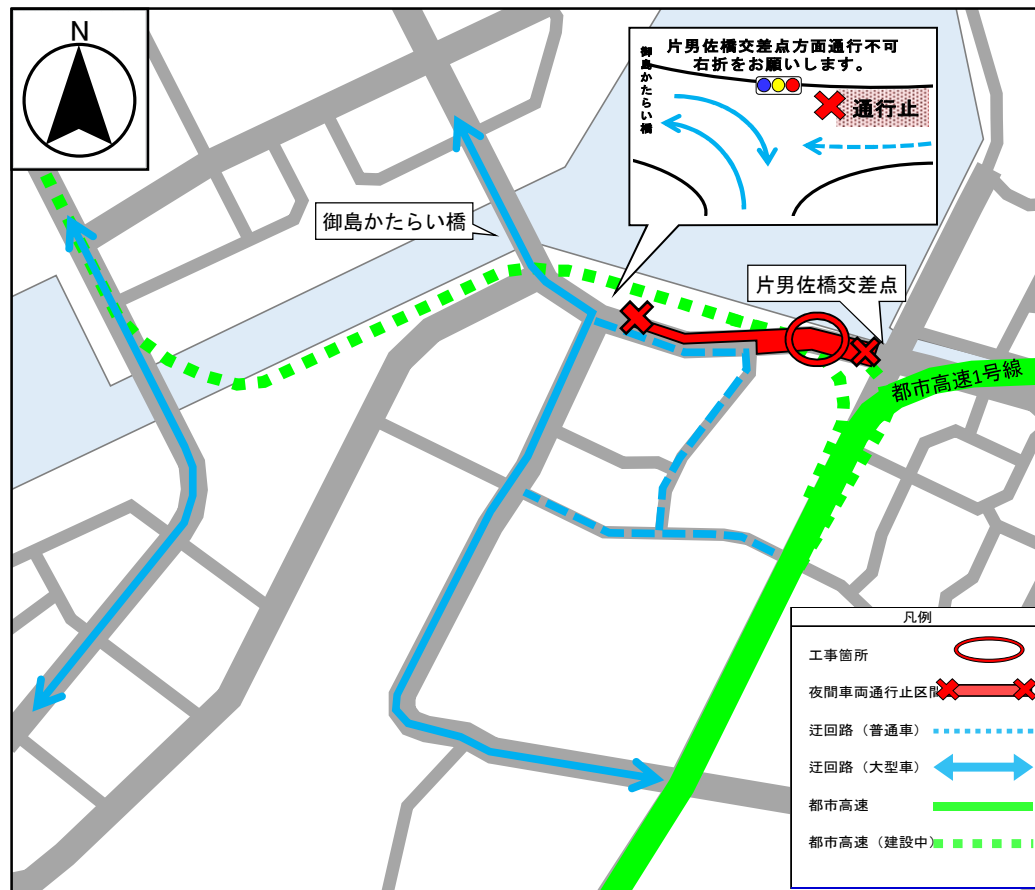 N
片男佐橋交差点方面通行不可
右折をお願いします。
御島かたらい橋
通行止
御島かたらい橋
片男佐橋交差点
都市高速1号線
凡例
工事箇所
夜間車両通行止区間
迂回路（普通車）
迂回路（大型車）
都市高速
都市高速（建設中）